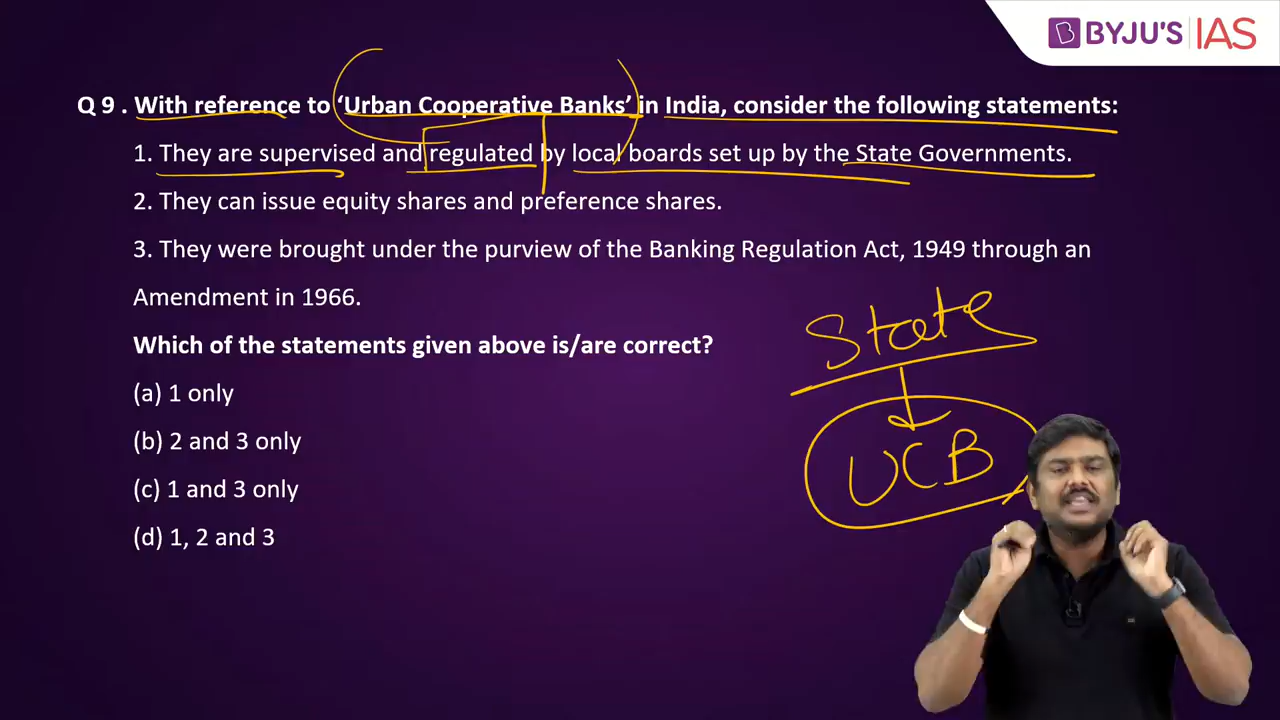 BYJU'S IAS
Q 9 . With reference to ‘Urban Cooperative Banks’ in India, consider the following statements:
1. They are supervised and regulated by local boards set up by the State Governments.
2. They can issue equity shares and preference shares.
3. They were brought under the purview of the Banking Regulation Act, 1949 through an
Amendment in 1966.
Which of the statements given above is/are correct?
State
(a) 1 only
(b) 2 and 3 only
UCB
(c) 1 and 3 only
(d) 1, 2 and 3